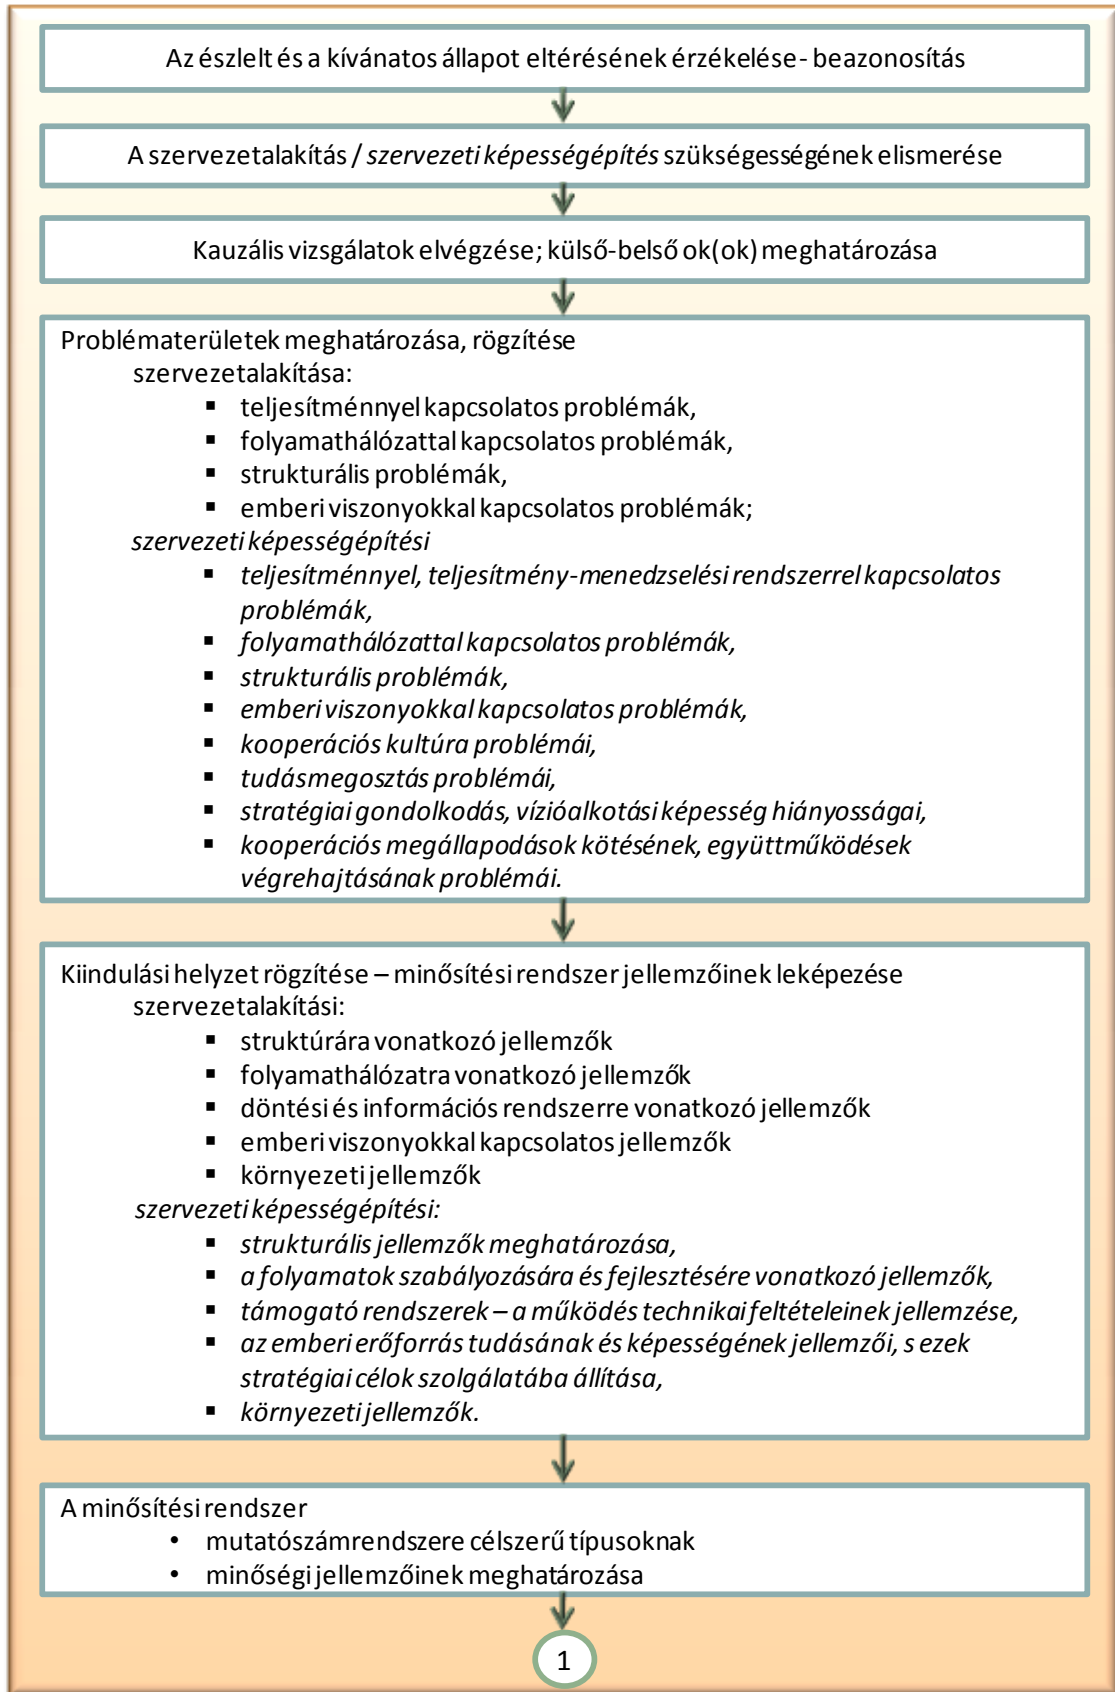 Az észlelt és a kívánatos állapot eltérésének érzékelése- beazonosítás
A szervezetalakítás / szervezeti képességépítés szükségességének elismerése
Kauzális vizsgálatok elvégzése; külső-belső ok(ok) meghatározása
Problématerületek meghatározása, rögzítése
szervezetalakítása:
▪ teljesítménnyel kapcsolatos problémák,
▪ folyamathálózattal kapcsolatos problémák,
▪ strukturális problémák,
▪ emberi viszonyokkal kapcsolatos problémák;
szervezeti képességépítési
▪ teljesítménnyel, teljesítmény-menedzselési rendszerrel kapcsolatos
problémák,
▪ folyamathálózattal kapcsolatos problémák,
▪ strukturális problémák,
▪ emberi viszonyokkal kapcsolatos problémák,
▪ kooperációs kultúra problémái,
▪ tudásmegosztás problémái,
▪ stratégiai gondolkodás, vízióalkotási képesség hiányosságai,
▪ kooperációs megállapodások kötésének, együttműködések
végrehajtásának problémái.
Kiindulási helyzet rögzítése – minősítési rendszer jellemzőinek leképezése
szervezetalakítási:
▪ struktúrára vonatkozó jellemzők
▪ folyamathálózatra vonatkozó jellemzők
▪ döntési és információs rendszerre vonatkozó jellemzők
▪ emberi viszonyokkal kapcsolatos jellemzők
▪ környezeti jellemzők
szervezeti képességépítési:
▪ strukturális jellemzők meghatározása,
▪ a folyamatok szabályozására és fejlesztésére vonatkozó jellemzők,
▪ támogató rendszerek – a működés technikai feltételeinek jellemzése,
▪ az emberi erőforrás tudásának és képességének jellemzői, s ezek
stratégiai célok szolgálatába állítása,
▪ környezeti jellemzők.
A minősítési rendszer
• mutatószámrendszere célszerű típusoknak
• minőségi jellemzőinek meghatározása
1